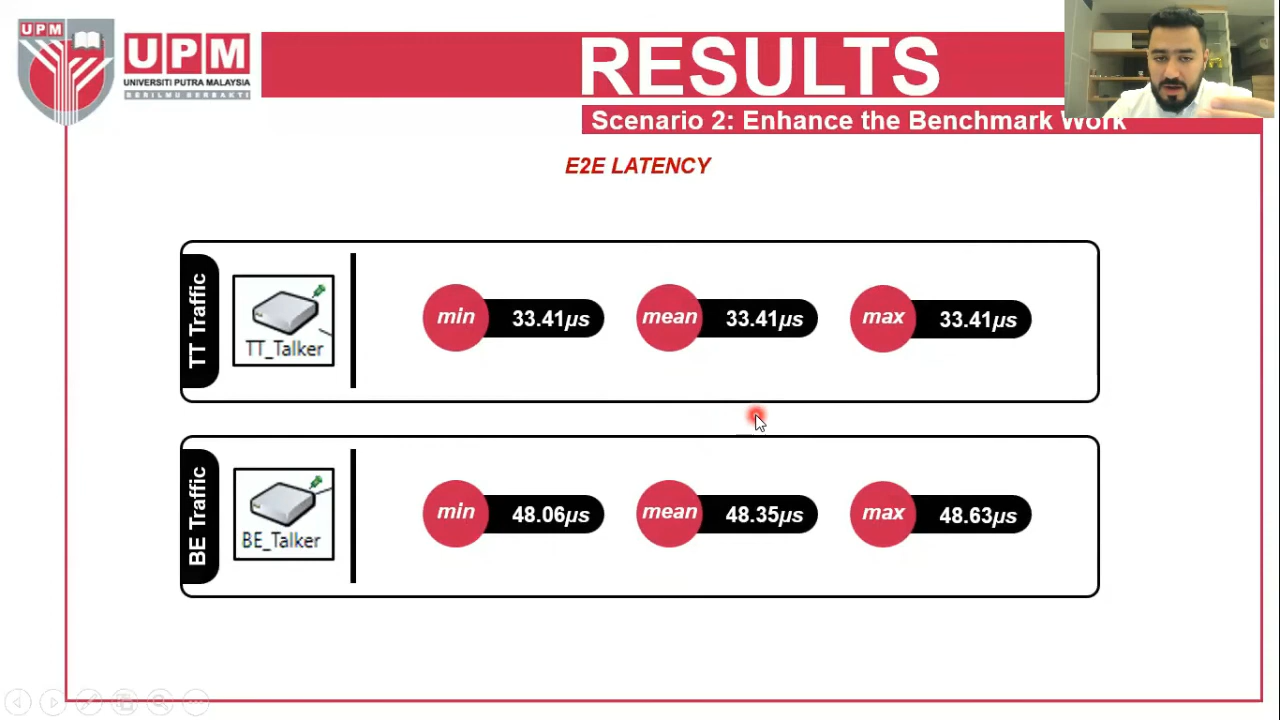 UPM
UPM
UNIVERSITI PUTRA MALAYSIA
BERILMU BERBAKTI
RESULTS
Scenario 2: Enhance the Benchmark Work
E2E LATENCY
TT Traffic
TT_Talker
min 33.41µs
mean 33.41µs
max 33.41µs
BE Traffic
BE_Talker
min 48.06µs
mean 48.35µs
max 48.63µs